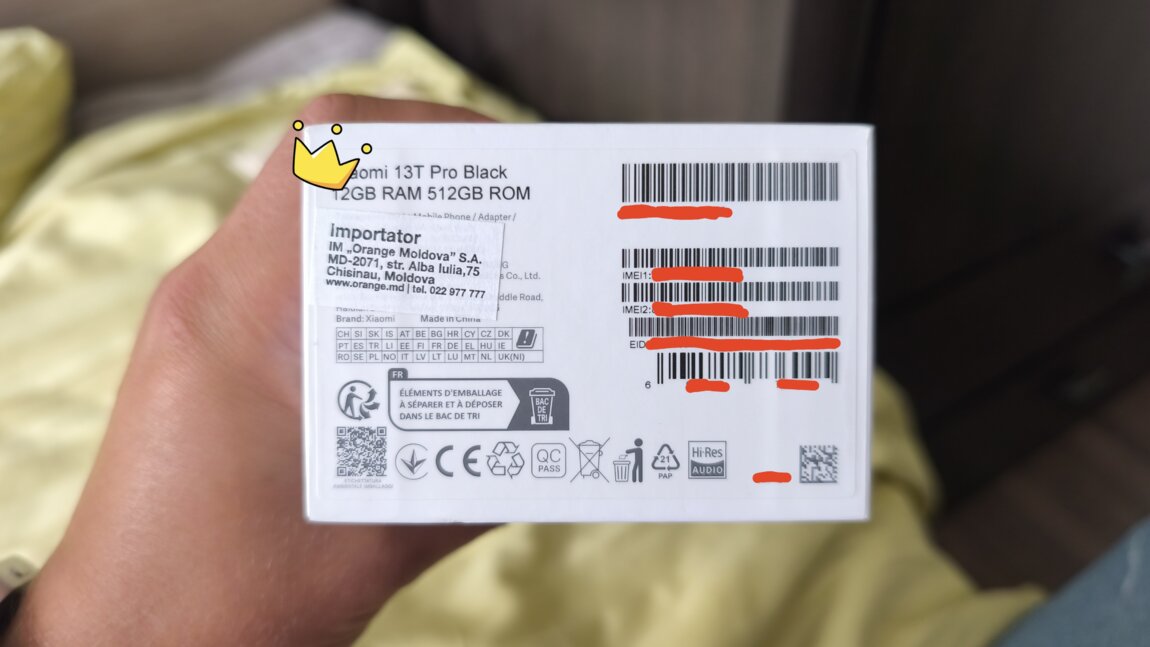 aomi 13T Pro Black
12GB RAM 512GB ROM
Mobile Phone / Adapter /
Importator
IM „Orange Moldova” S.A.
MD-2071, str. Alba Iulia,75
Chisinau, Moldova
www.orange.md | tel. 022 977 777
s Co., Ltd.
ddle Road,
Brand: Xiaomi Made in China
CH SI SK IS AT BE BG HR CY CZ DK
PT ES TR LI EE FI FR DE EL HU IE
RO SE PL NO IT LV LT LU MT NL UK(NI)
FR
ÉLÉMENTS D'EMBALLAGE
À SÉPARER ET À DÉPOSER
DANS LE BAC DE TRI
BAC
DE
TRI
CE
QC
PASS
21
PAP
Hi-Res
AUDIO
IMEI1:
IMEI2:
EID
6